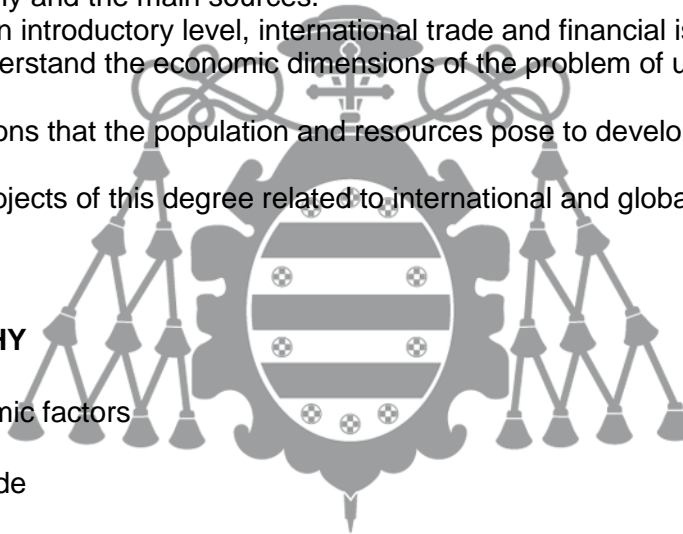 y and the main sources.
n introductory level, international trade and financial is
erstand the economic dimensions of the problem of u
ons that the population and resources pose to develo
jects of this degree related to international and globa
HY
mic factors
de